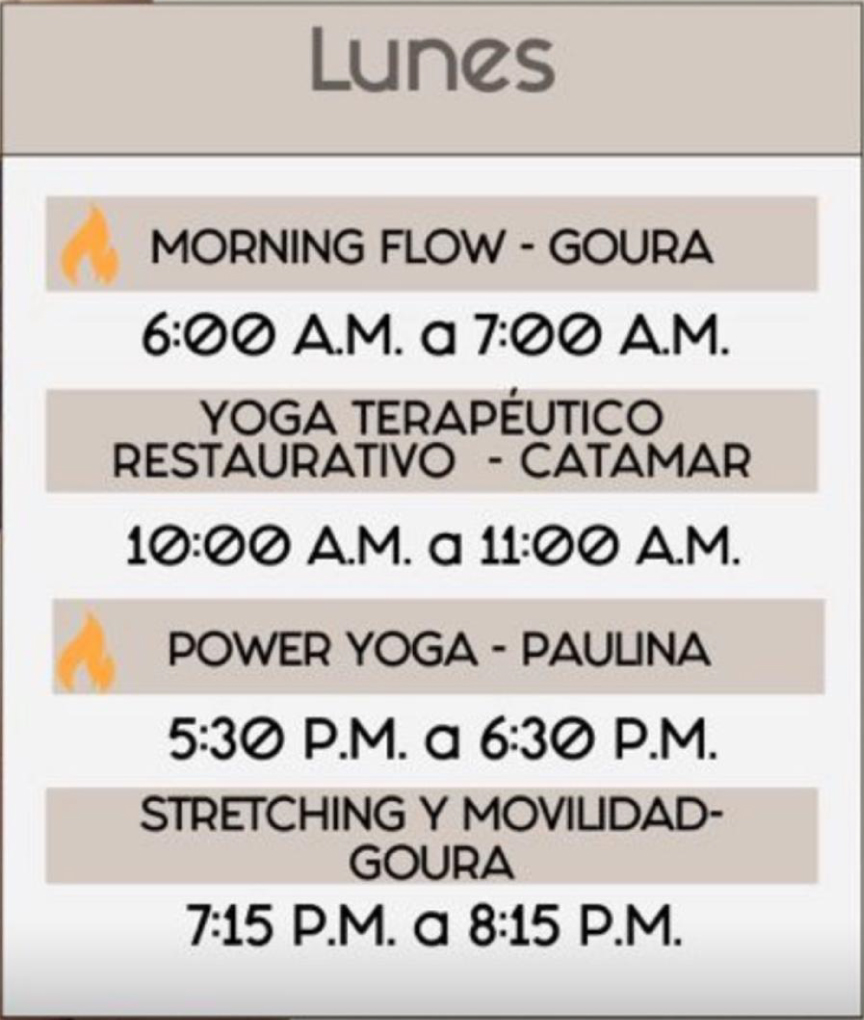 Lunes
MORNING FLOW - GOURA
6:00 A.M. a 7:00 A.M.
YOGA TERAPÉUTICO
RESTAURATIVO - CATAMAR
10:00 A.M. a 11:00 A.M.
POWER YOGA - PAULINA
5:30 P.M. a 6:30 P.M.
STRETCHING Y MOVILIDAD-
GOURA
7:15 P.M. a 8:15 P.M.